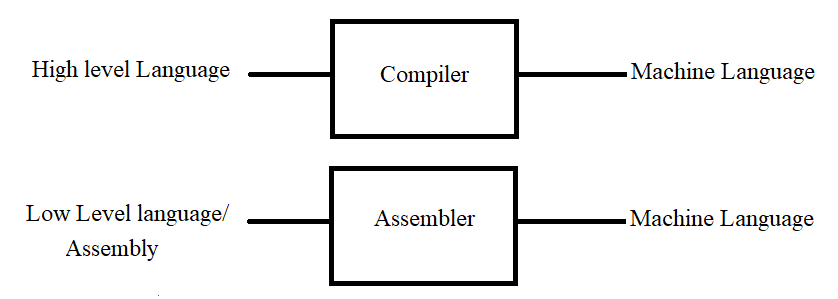 High level Language
Compiler
Machine Language
Low Level language/
Assembly
Assembler
Machine Language